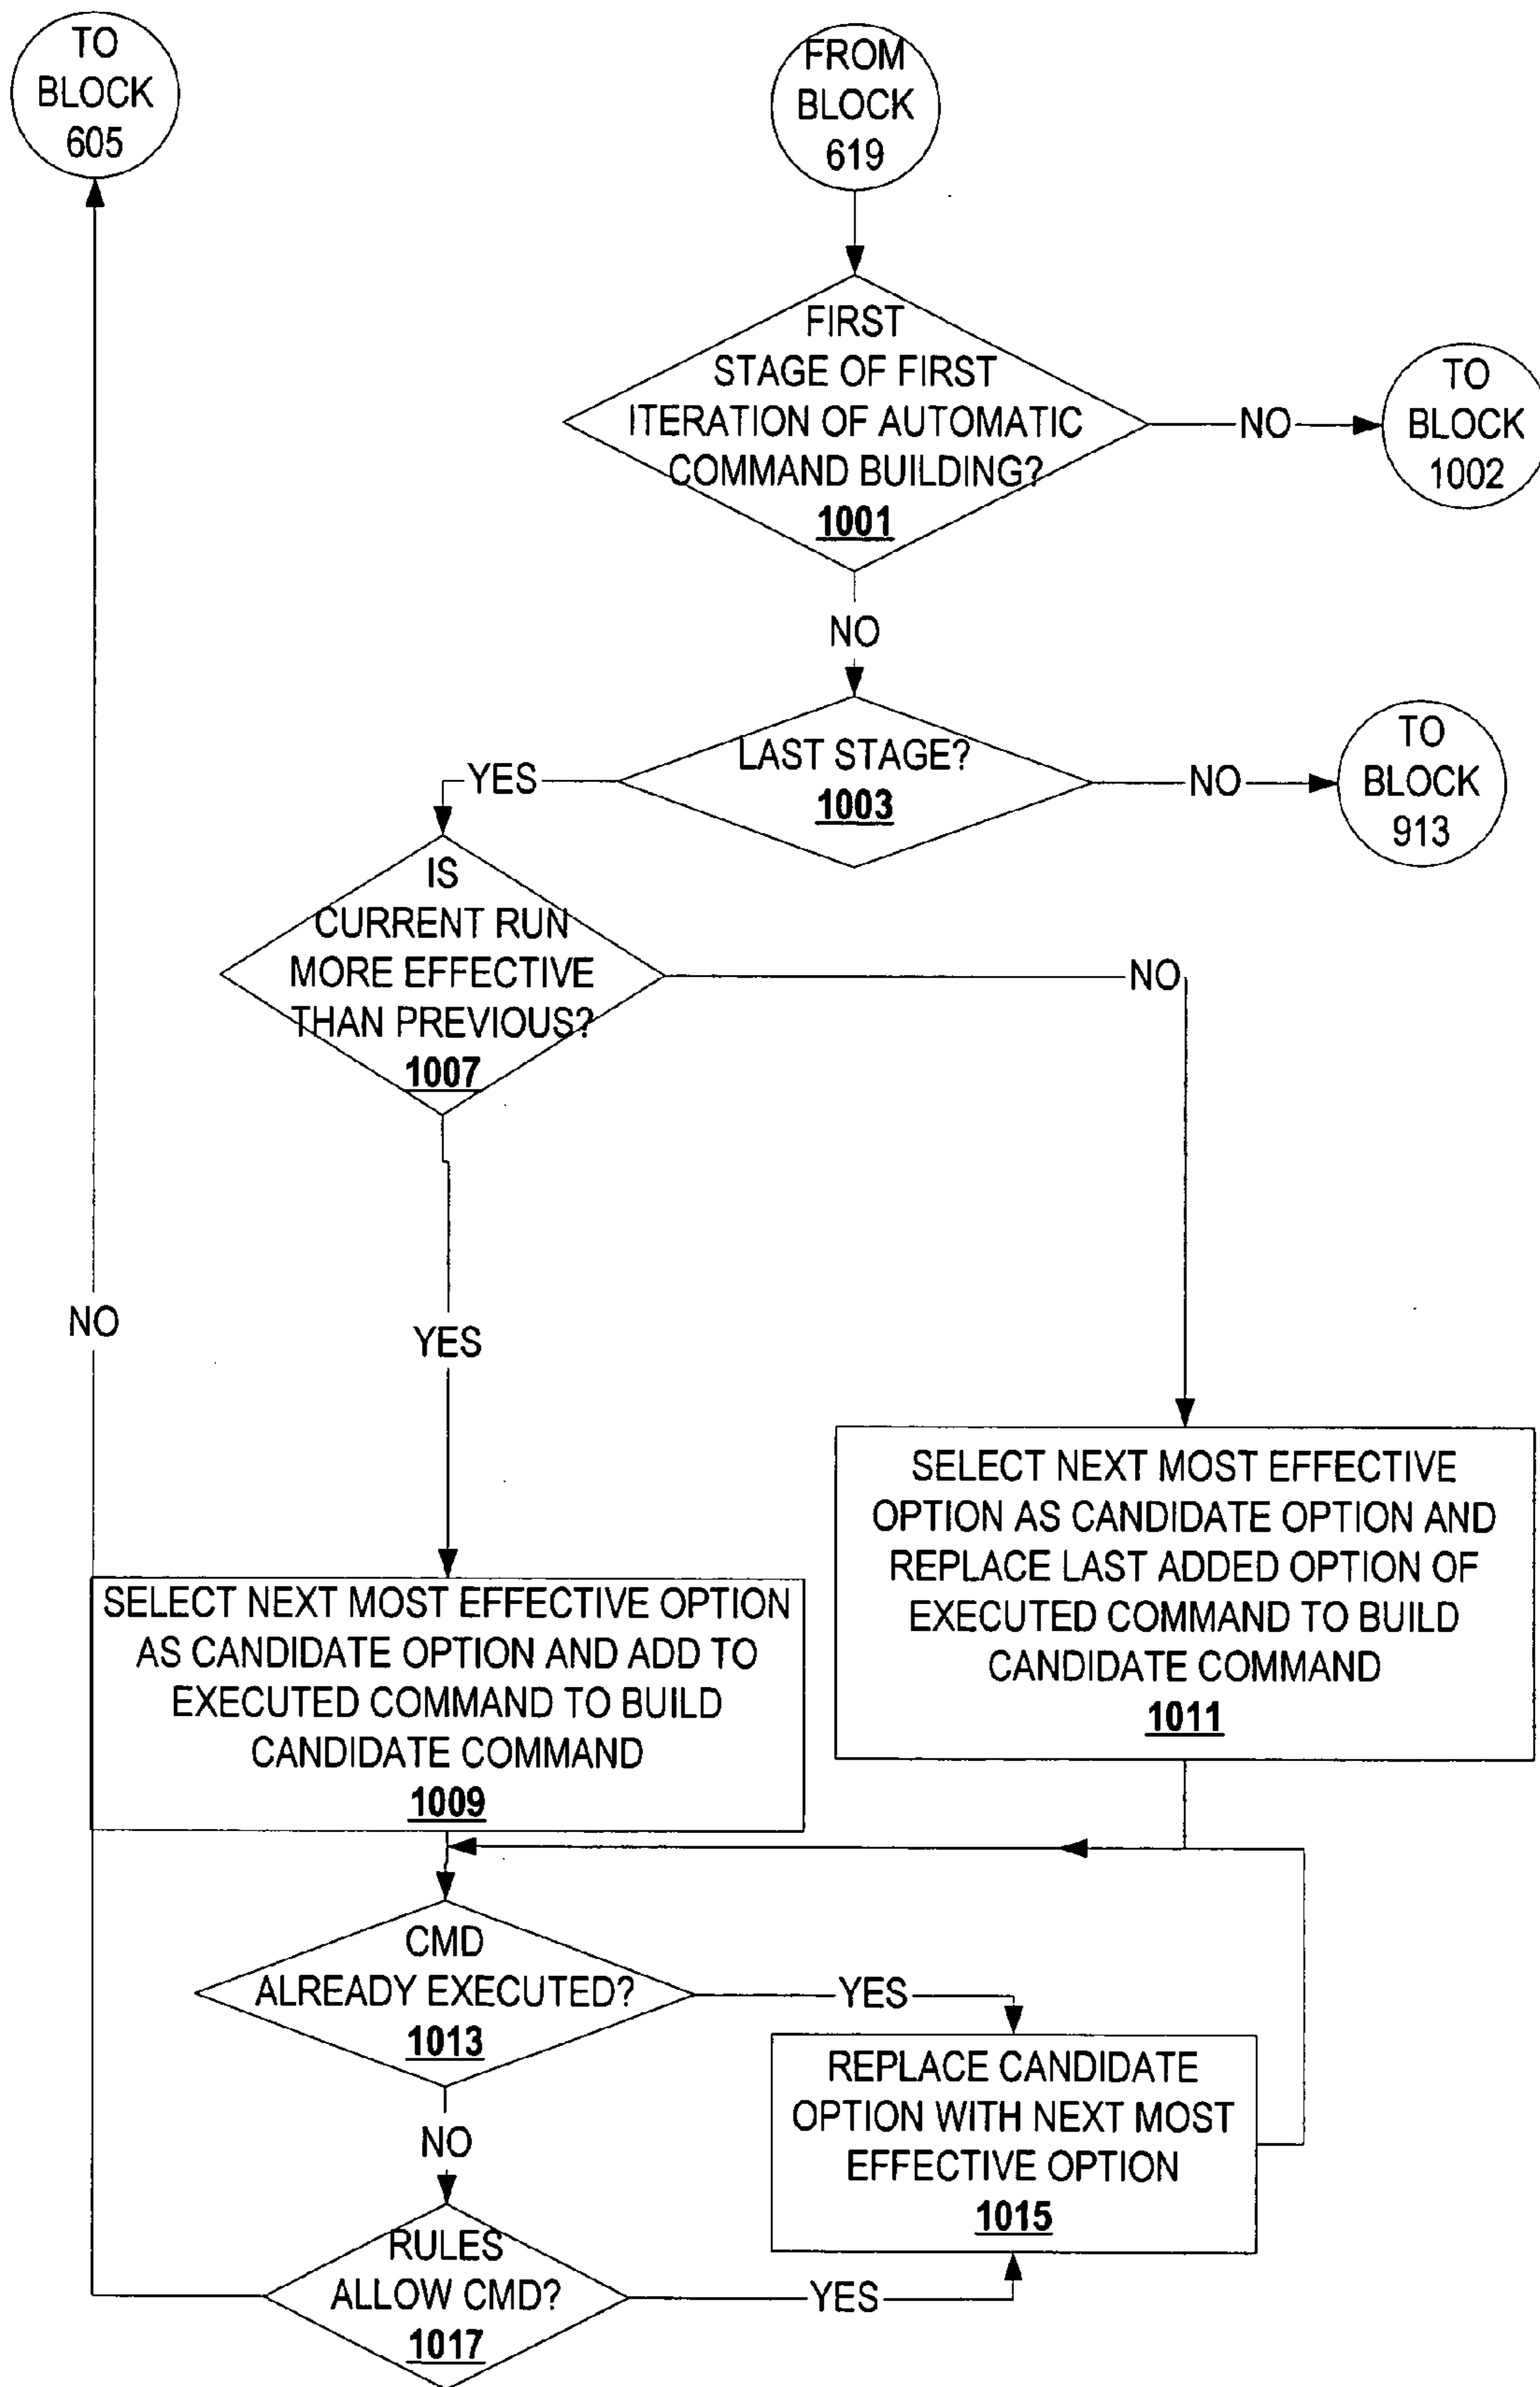 TO
BLOCK
605
FROM
BLOCK
619
FIRST
STAGE OF FIRST
ITERATION OF AUTOMATIC
COMMAND BUILDING?
1001
NO
TO
BLOCK
1002
NO
LAST STAGE?
1003
YES
NO
TO
BLOCK
913
IS
CURRENT RUN
MORE EFFECTIVE
THAN PREVIOUS?
1007
NO
NO
YES
SELECT NEXT MOST EFFECTIVE
OPTION AS CANDIDATE OPTION AND
REPLACE LAST ADDED OPTION OF
EXECUTED COMMAND TO BUILD
CANDIDATE COMMAND
1011
SELECT NEXT MOST EFFECTIVE OPTION
AS CANDIDATE OPTION AND ADD TO
EXECUTED COMMAND TO BUILD
CANDIDATE COMMAND
1009
CMD
ALREADY EXECUTED?
1013
YES
REPLACE CANDIDATE
OPTION WITH NEXT MOST
EFFECTIVE OPTION
1015
NO
RULES
ALLOW CMD?
1017
YES